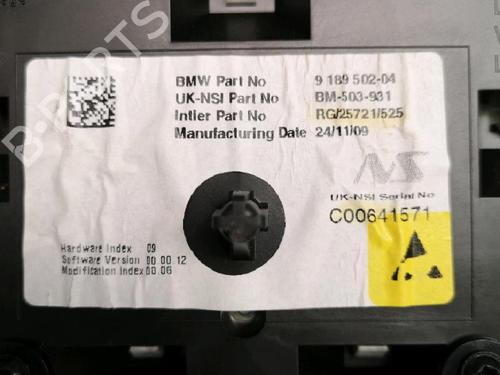 BMW Part No 9 189 502-04
UK-NSI Part No BM-503-931
Intier Part No RG/25721/525
Manufacturing Date 24/11/09
NS
UK-NSI Serial No
C00641571
Hardware Index 09
Software Version 00.00.12
Modification Index 00.06
B-PARTS